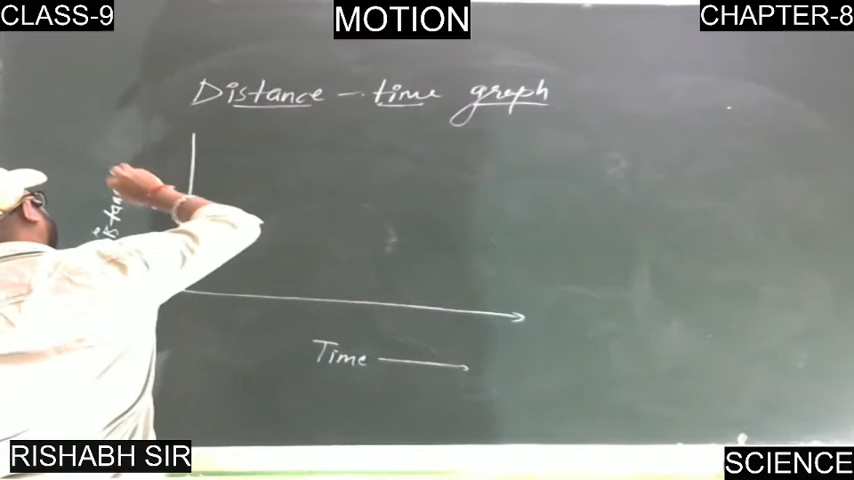 CLASS-9
MOTION
CHAPTER-8
Distance - time graph
Time
RISHABH SIR
SCIENCE